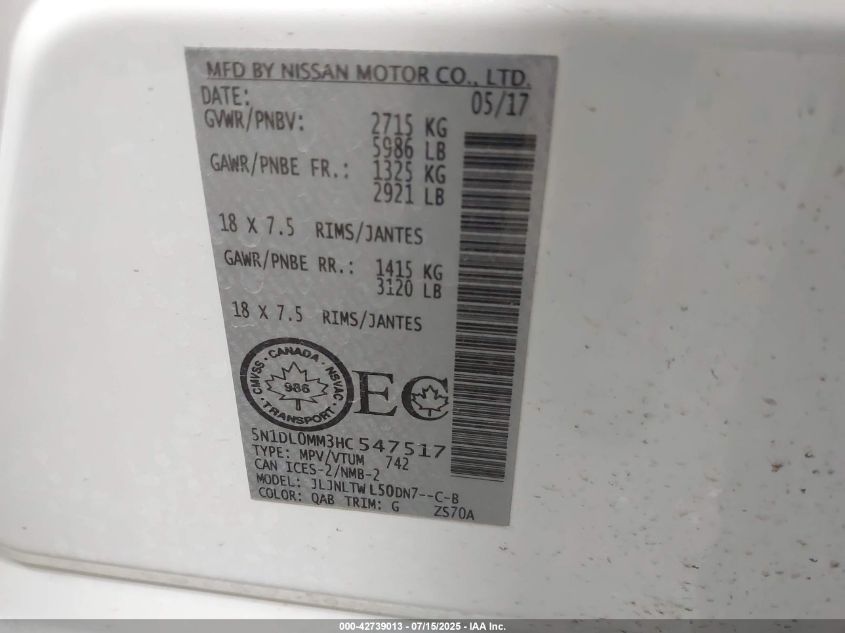 MFD BY NISSAN MOTOR CO., LTD.
DATE: 05/17
GVWR/PNBV: 2715 KG
5986 LB
GAWR/PNBE FR.: 1325 KG
2921 LB
18 X 7.5 RIMS/JANTES
GAWR/PNBE RR.: 1415 KG
3120 LB
18 X 7.5 RIMS/JANTES
CANADA · NSVAC · TRANSPORT · CMVSS ·
986
EC
5N1DL0MM3HC547517
TYPE: MPV/VTUM 742
CAN ICES-2/NMB-2
MODEL: JLJNLTWL50DN7--C-B
COLOR: QAB TRIM: G ZS70A
000-42739013 - 07/15/2025 - IAA Inc.